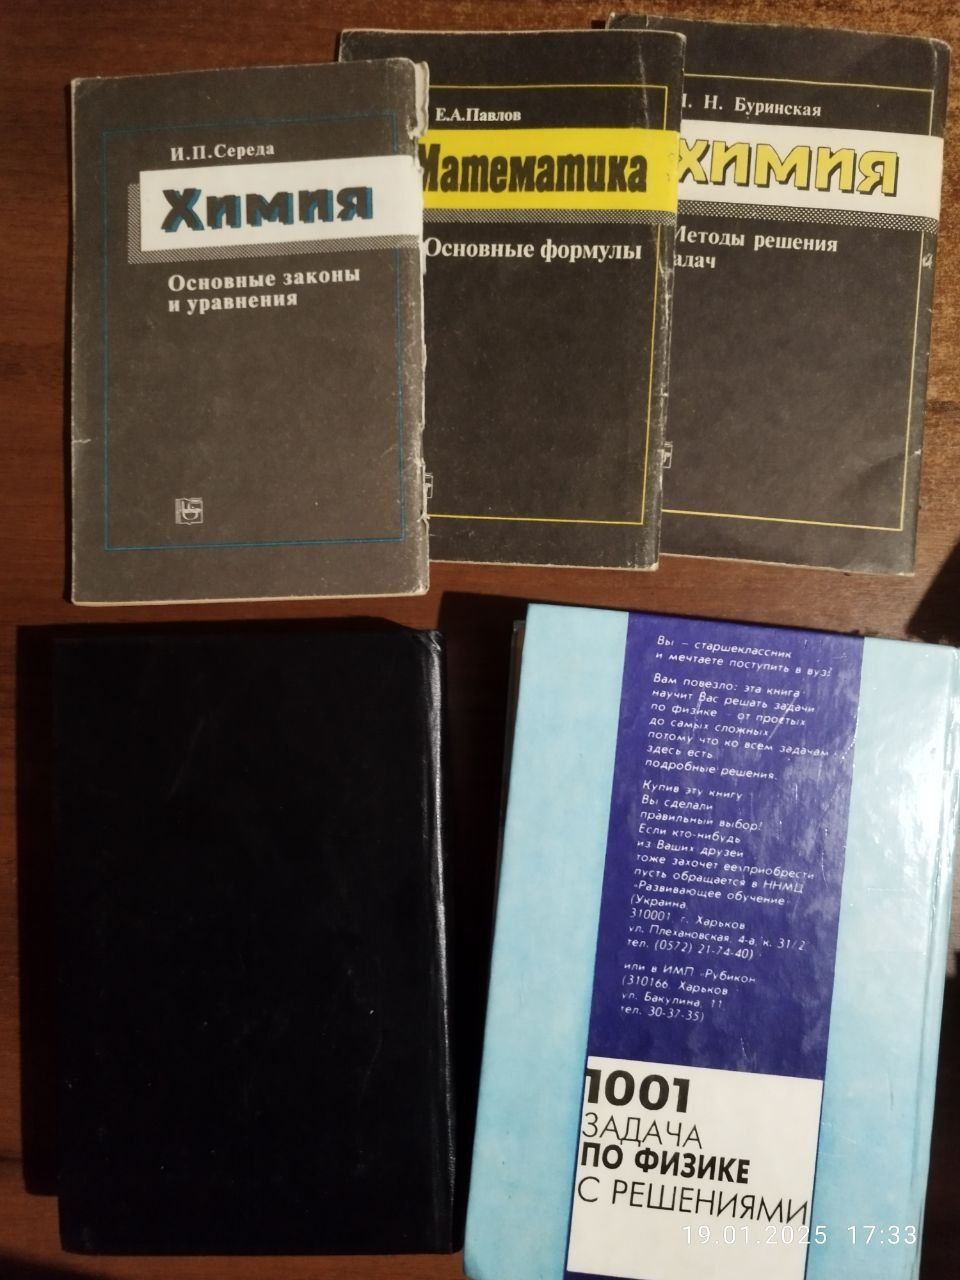 И.П.Середа
Химия
Основные законы
и уравнения
Е.А.Павлов
Математика
Основные формулы
Н. Буринская
Химия
Методы решения
задач
Вы - старшеклассник
и мечтаете поступить в вуз!
Вам повезло: эта книга
научит Вас решать задачи
по физике - от простых
до самых сложных
потому что ко всем задачам
здесь есть
подробные решения.
Купив эту книгу
Вы сделали
правильный выбор!
Если кто-нибудь
из Ваших друзей
тоже захочет ее приобрести
пусть обращается в ННМЦ
"Развивающее обучение"
(Украина,
310001 г. Харьков
ул. Плехановская, 4-а, к. 31/2
тел. (0572) 21-74-40)
или в ИМП "Рубикон"
(310166 Харьков
ул. Бакулина, 11
тел. 30-37-35)
1001
ЗАДАЧА
ПО ФИЗИКЕ
С РЕШЕНИЯМИ
19.01.2025 17:33